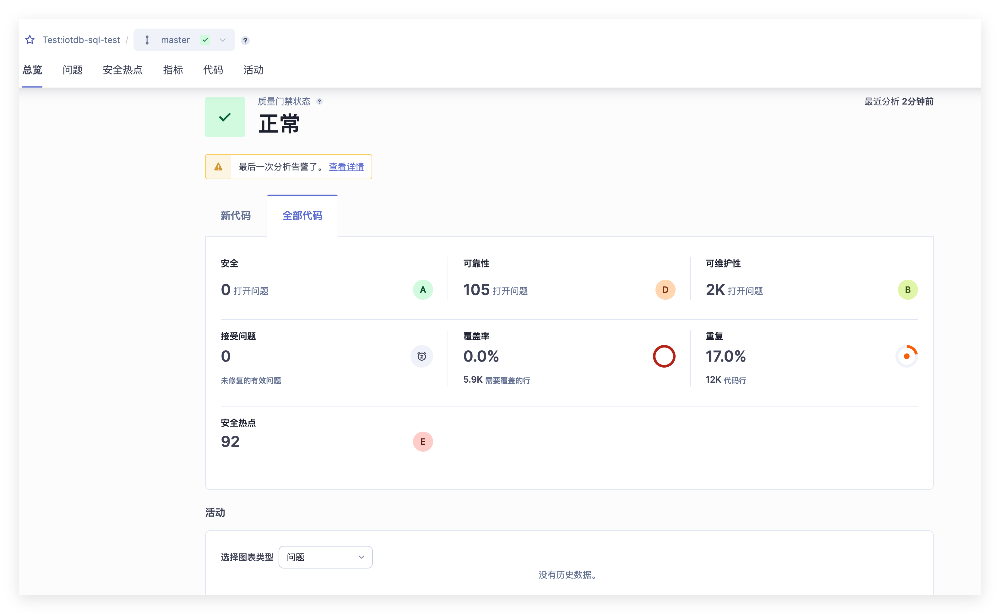 Test:iotdb-sql-test / master ?
总览 问题 安全热点 指标 代码 活动
质量门禁状态 ?
最近分析 2分钟前
正常
最后一次分析告警了。 查看详情
新代码 全部代码
安全 可靠性 可维护性
0 打开问题 A 105 打开问题 D 2K 打开问题 B
接受问题 覆盖率 重复
0 0.0% 17.0%
未修复的有效问题 5.9K 需要覆盖的行 12K 代码行
安全热点
92 E
活动
选择图表类型 问题
没有历史数据。